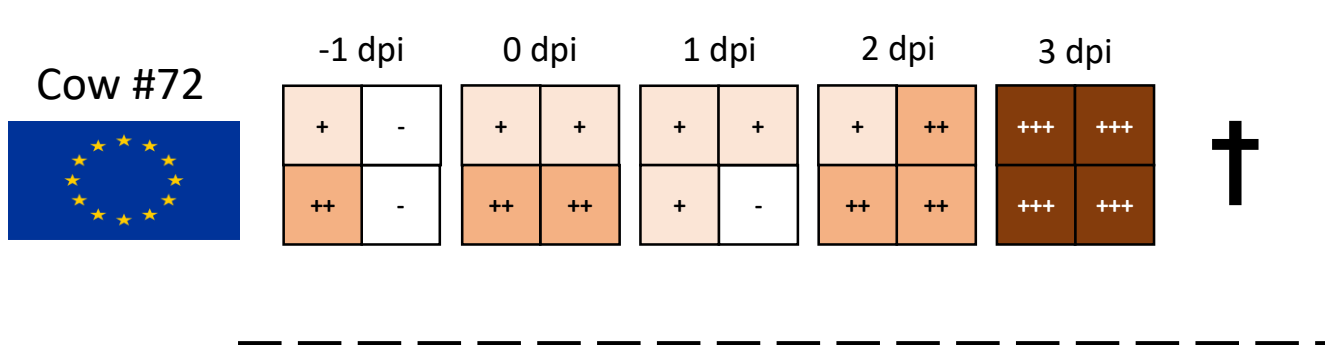 -1 dpi 0 dpi 1 dpi 2 dpi 3 dpi
Cow #72
+ - + + + + + ++ +++ +++
++ - ++ ++ + - ++ ++ +++ +++